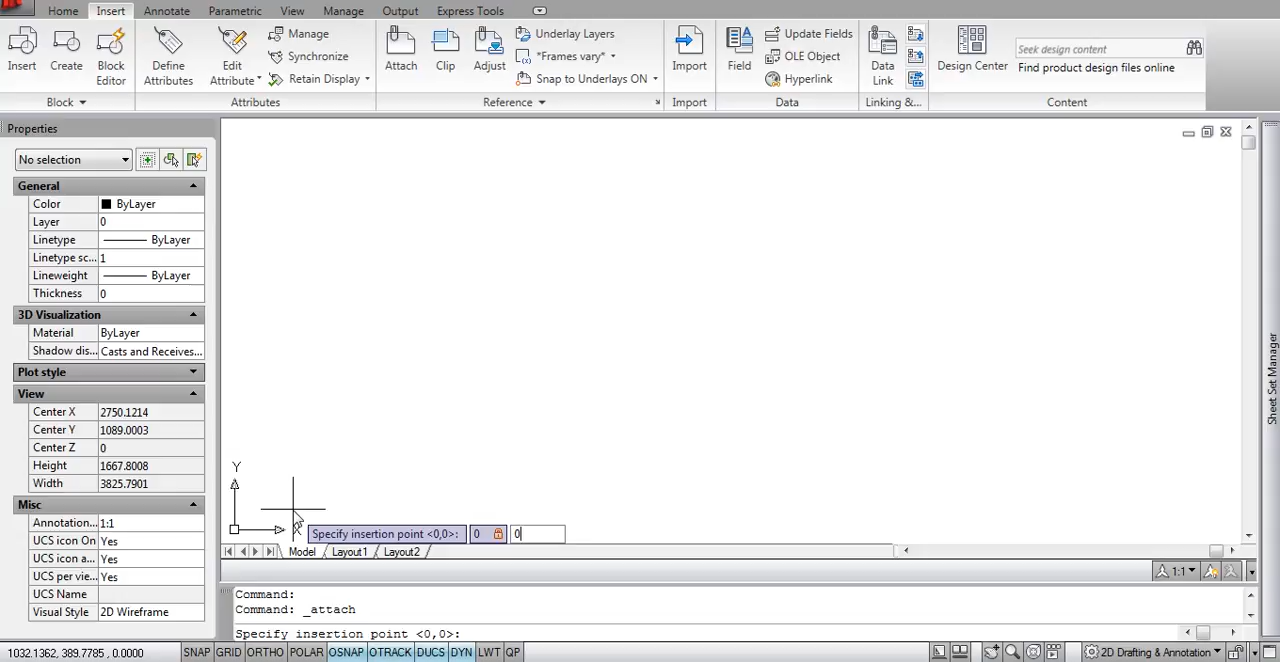 Home Insert Annotate Parametric View Manage Output Express Tools
Insert
Create
Block Editor
Block
Define Attributes
Edit Attribute
Manage
Synchronize
Retain Display
Attributes
Attach
Clip
Adjust
Underlay Layers
*Frames vary*
Snap to Underlays ON
Reference
Import
Import
Field
Update Fields
OLE Object
Hyperlink
Data
Data Link
Linking &...
Design Center
Seek design content
Find product design files online
Content
Properties
No selection
General
Color ByLayer
Layer 0
Linetype ByLayer
Linetype sc... 1
Lineweight ByLayer
Thickness 0
3D Visualization
Material ByLayer
Shadow dis... Casts and Receives...
Plot style
View
Center X 2750.1214
Center Y 1089.0003
Center Z 0
Height 1667.8008
Width 3825.7901
Misc
Annotation... 1:1
UCS icon On Yes
UCS icon a... Yes
UCS per vie... Yes
UCS Name
Visual Style 2D Wireframe
Y
X
Specify insertion point <0,0>: 0 0
Model Layout1 Layout2
1:1
Command:
Command: _attach
Specify insertion point <0,0>:
Sheet Set Manager
1032.1362, 389.7785, 0.0000 SNAP GRID ORTHO POLAR OSNAP OTRACK DUCS DYN LWT QP 2D Drafting & Annotation